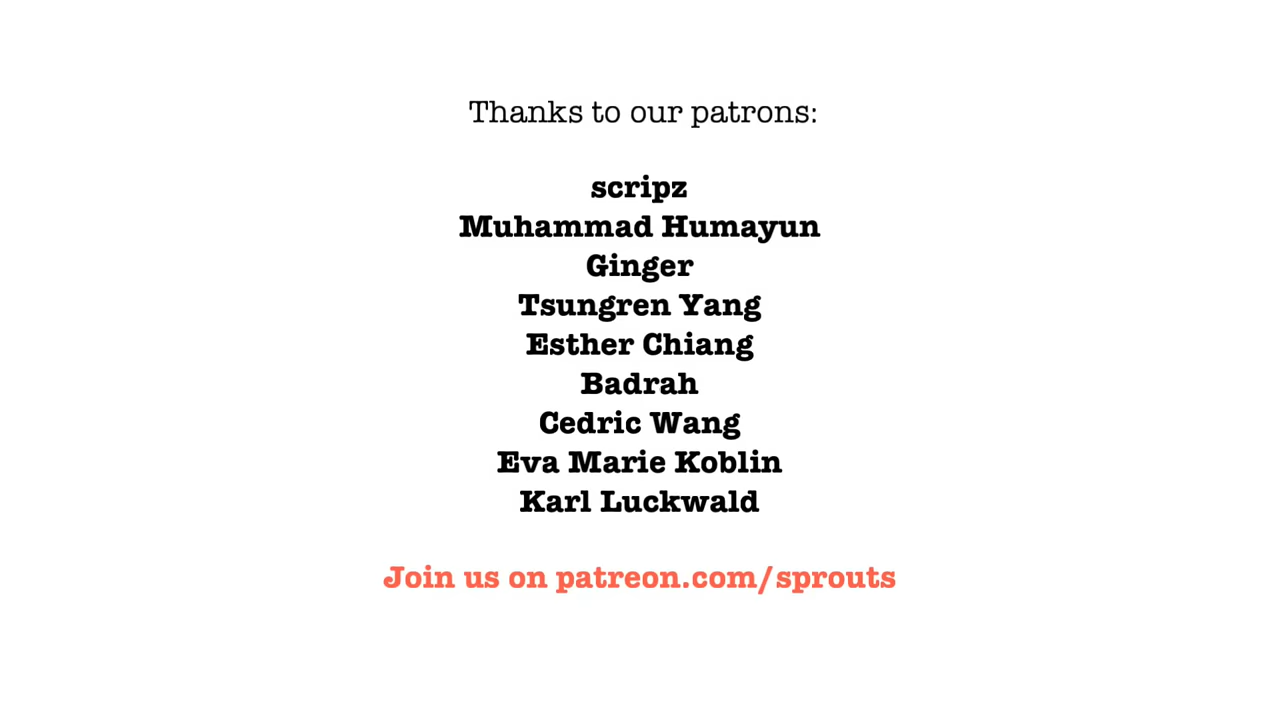 Thanks to our patrons:
scripz
Muhammad Humayun
Ginger
Tsungren Yang
Esther Chiang
Badrah
Cedric Wang
Eva Marie Koblin
Karl Luckwald
Join us on patreon.com/sprouts